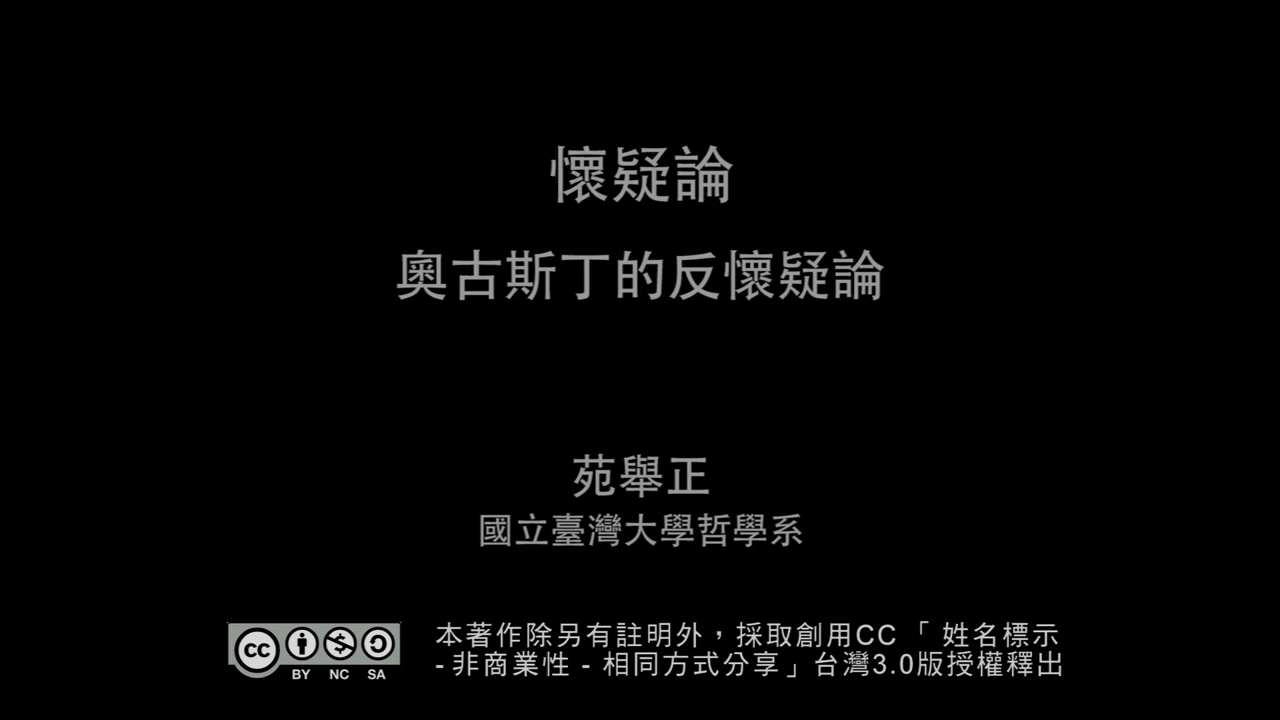 懷疑論
奧古斯丁的反懷疑論
苑舉正
國立臺灣大學哲學系
cc
BY NC SA
本著作除另有註明外，採取創用CC「 姓名標示
- 非商業性 - 相同方式分享」台灣3.0版授權釋出